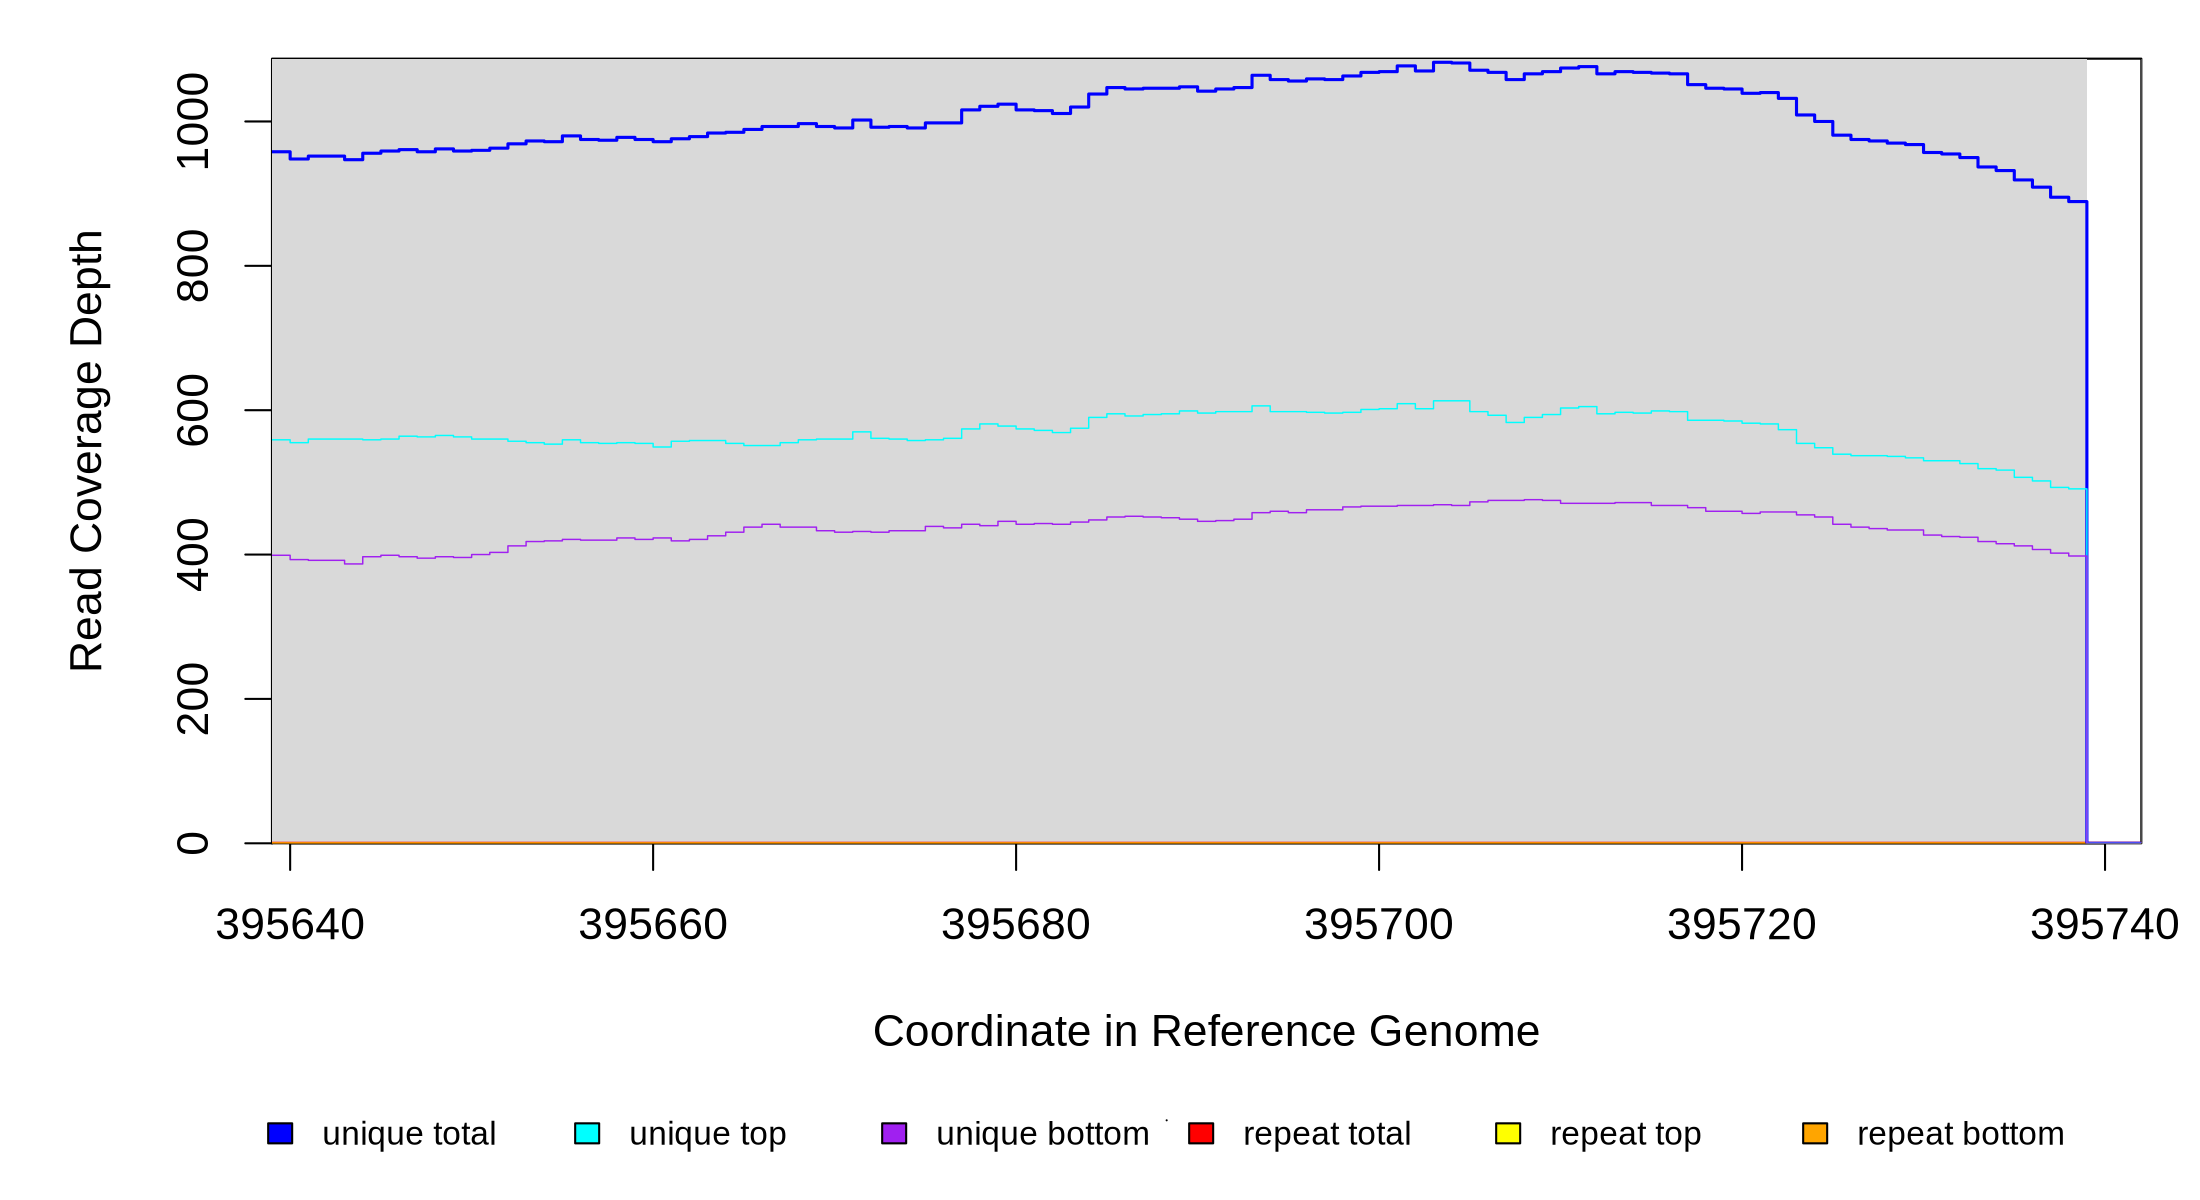 Read Coverage Depth
1000
800
600
400
200
0
395640 395660 395680 395700 395720 395740
Coordinate in Reference Genome
unique total unique top unique bottom repeat total repeat top repeat bottom